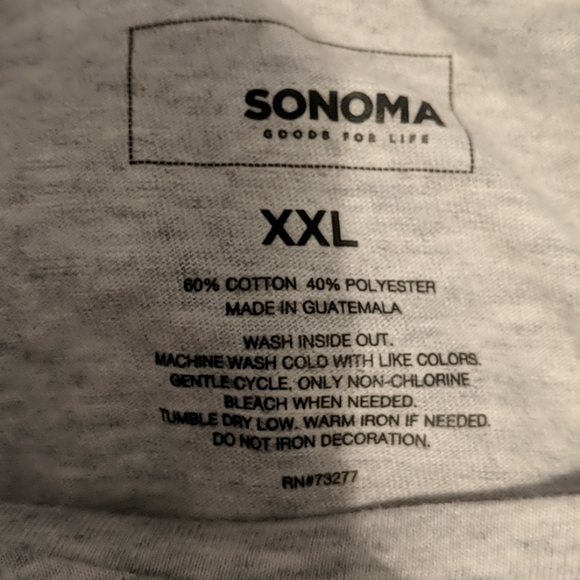 SONOMA
GOODS FOR LIFE
XXL
60% COTTON 40% POLYESTER
MADE IN GUATEMALA
WASH INSIDE OUT.
MACHINE WASH COLD WITH LIKE COLORS.
GENTLE CYCLE, ONLY NON-CHLORINE
BLEACH WHEN NEEDED.
TUMBLE DRY LOW. WARM IRON IF NEEDED.
DO NOT IRON DECORATION.
RN#73277